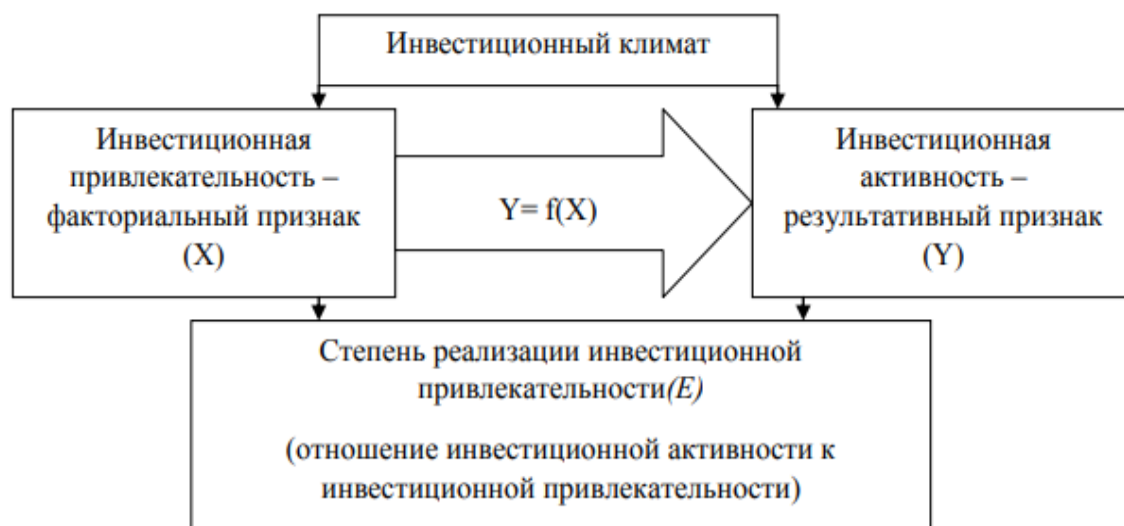 Инвестиционный климат
Инвестиционная
привлекательность –
факториальный признак
(X)
Y= f(X)
Инвестиционная
активность –
результативный признак
(Y)
Степень реализации инвестиционной
привлекательности(E)
(отношение инвестиционной активности к
инвестиционной привлекательности)